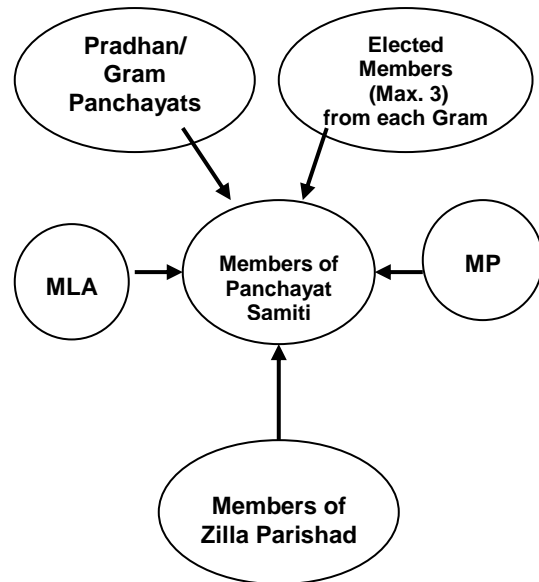 Pradhan/
Gram
Panchayats
Elected
Members
(Max. 3)
from each Gram
MLA
Members of
Panchayat
Samiti
MP
Members of
Zilla Parishad